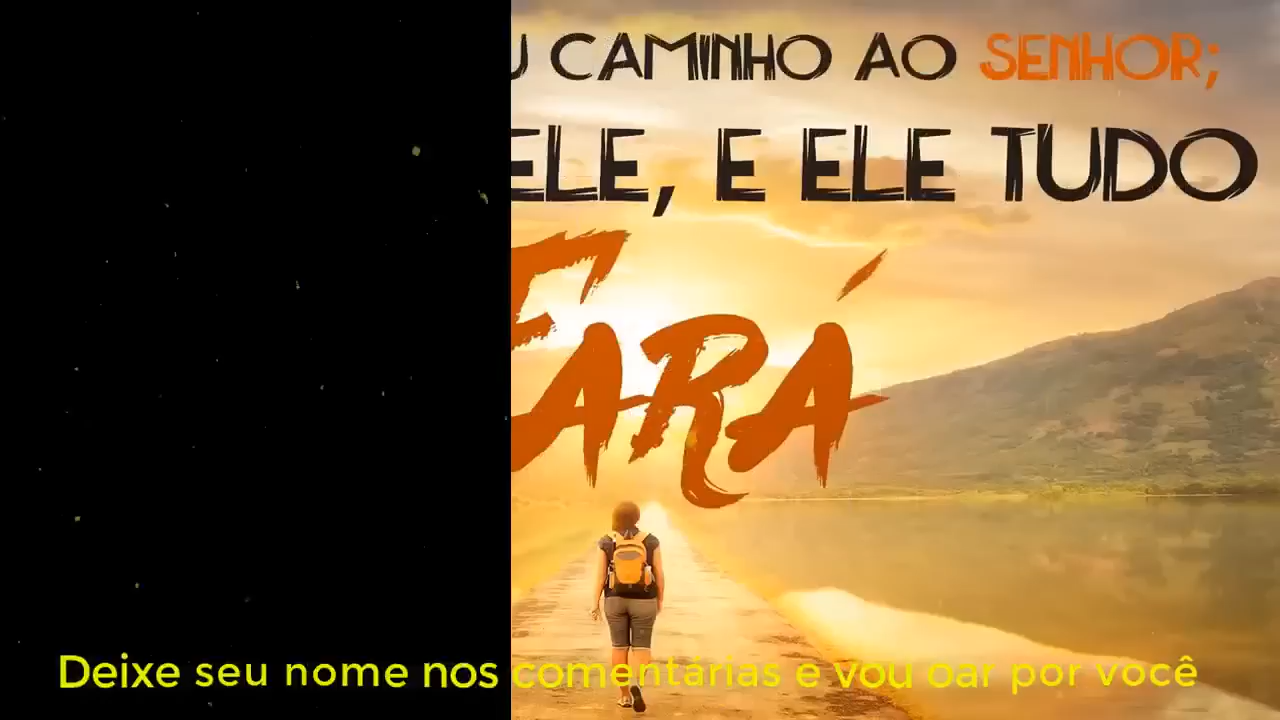 U CAMINHO AO SENHOR;
ELE, E ELE TUDO
FARÁ
Deixe seu nome nos comentárias e vou oar por você